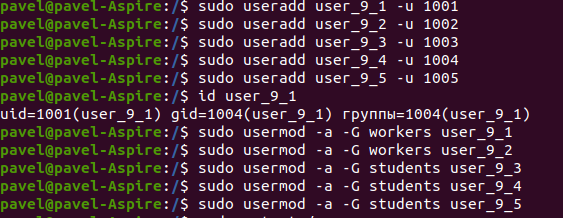 pavel@pavel-Aspire:/$ sudo useradd user_9_1 -u 1001
pavel@pavel-Aspire:/$ sudo useradd user_9_2 -u 1002
pavel@pavel-Aspire:/$ sudo useradd user_9_3 -u 1003
pavel@pavel-Aspire:/$ sudo useradd user_9_4 -u 1004
pavel@pavel-Aspire:/$ sudo useradd user_9_5 -u 1005
pavel@pavel-Aspire:/$ id user_9_1
uid=1001(user_9_1) gid=1004(user_9_1) группы=1004(user_9_1)
pavel@pavel-Aspire:/$ sudo usermod -a -G workers user_9_1
pavel@pavel-Aspire:/$ sudo usermod -a -G workers user_9_2
pavel@pavel-Aspire:/$ sudo usermod -a -G students user_9_3
pavel@pavel-Aspire:/$ sudo usermod -a -G students user_9_4
pavel@pavel-Aspire:/$ sudo usermod -a -G students user_9_5